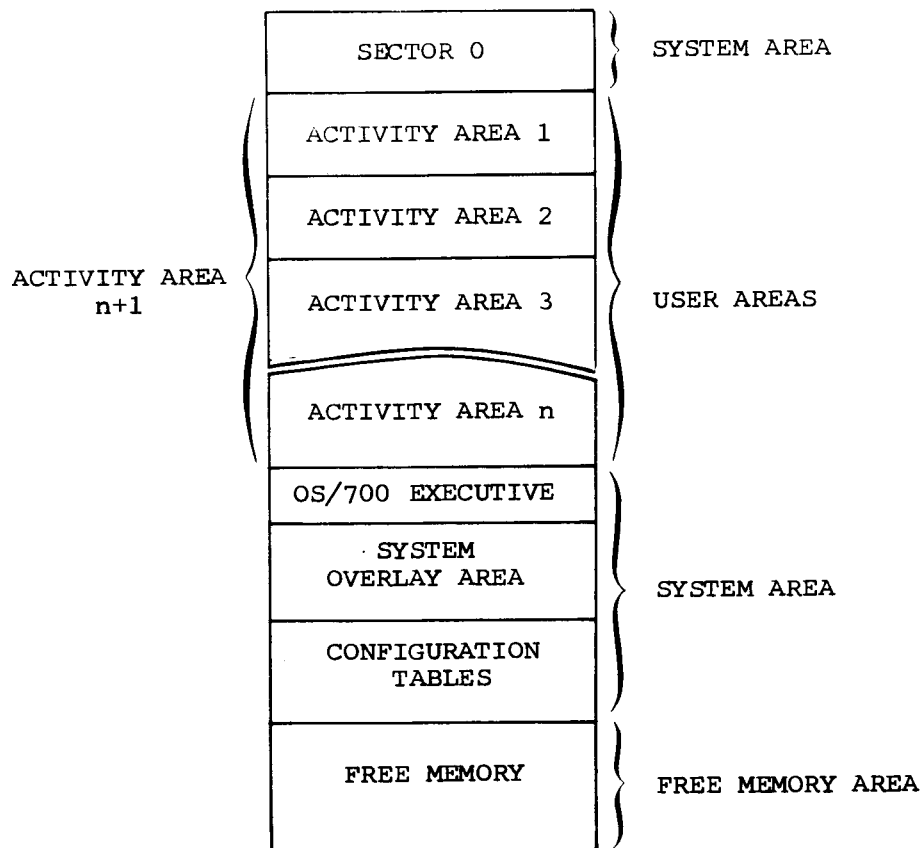 SECTOR 0
SYSTEM AREA
ACTIVITY AREA 1
ACTIVITY AREA 2
ACTIVITY AREA
n+1
ACTIVITY AREA 3
USER AREAS
ACTIVITY AREA n
OS/700 EXECUTIVE
SYSTEM
OVERLAY AREA
SYSTEM AREA
CONFIGURATION
TABLES
FREE MEMORY
FREE MEMORY AREA